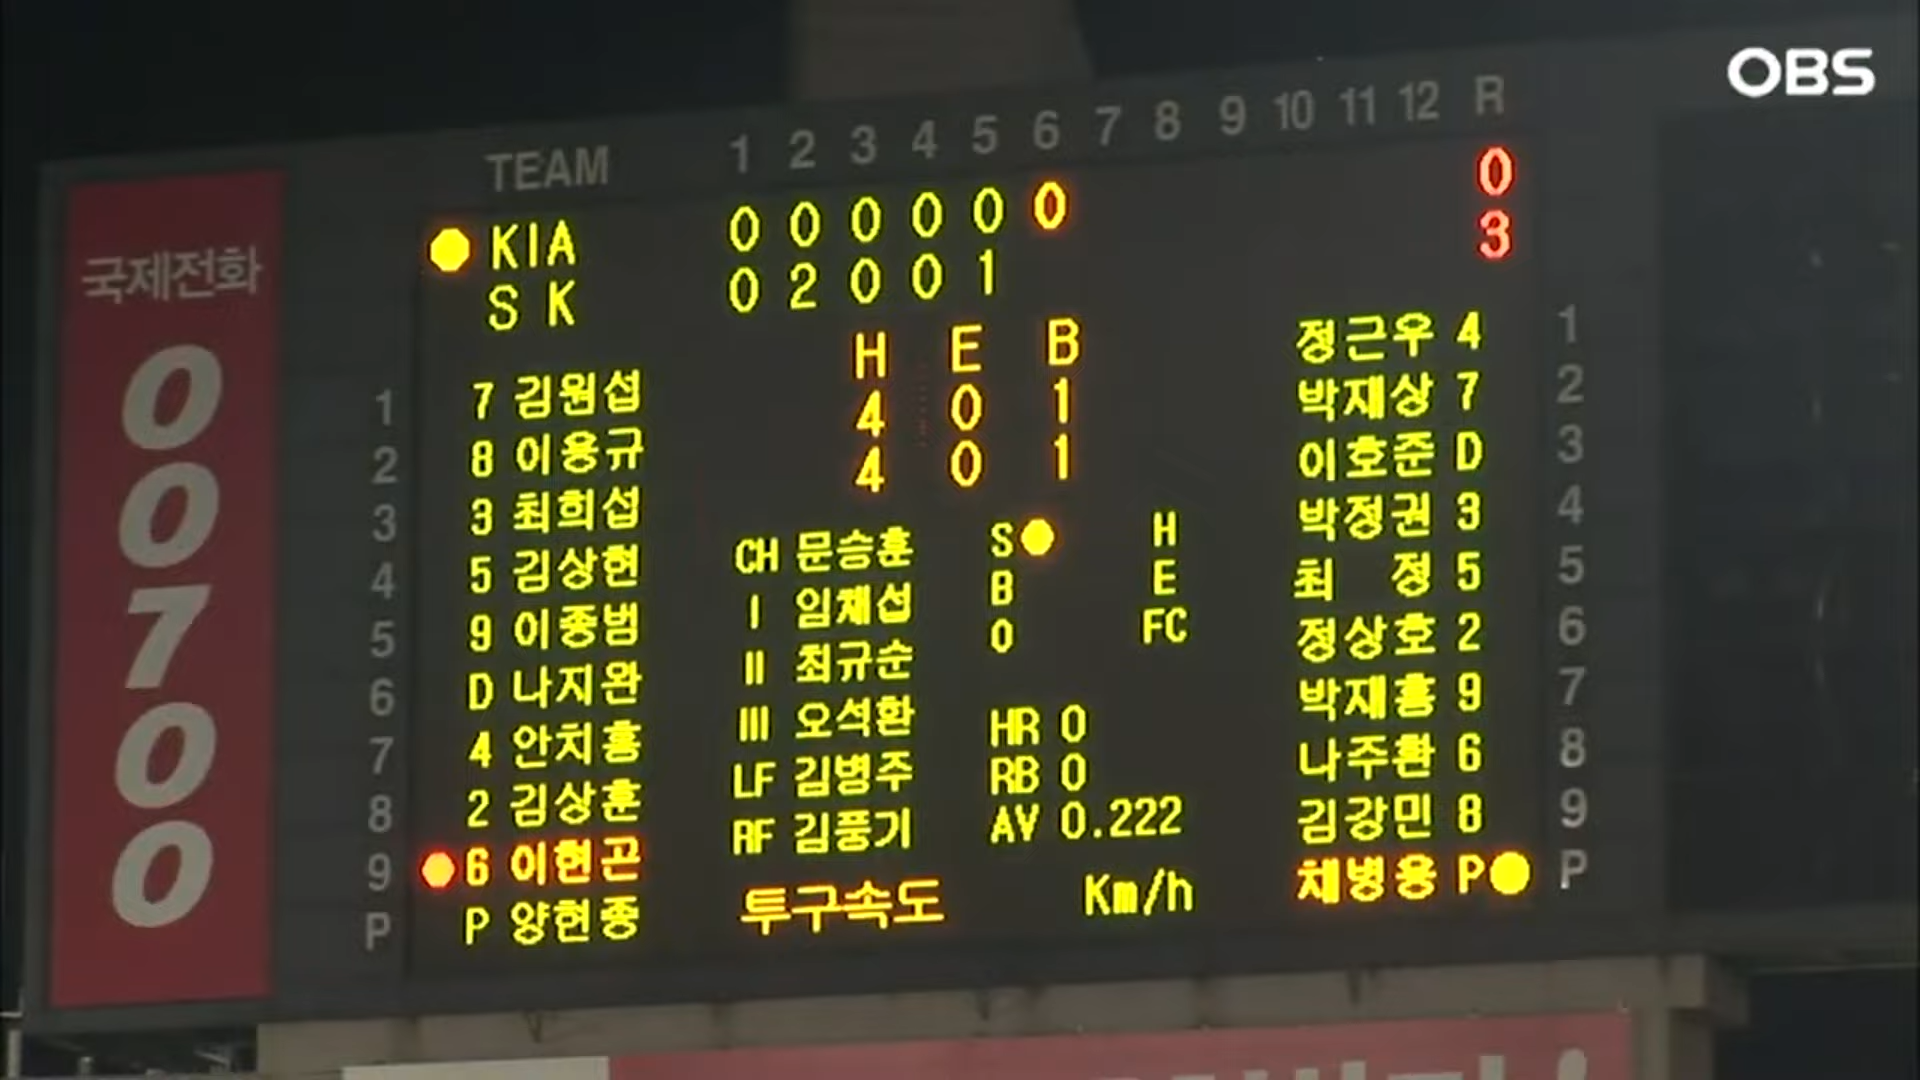 OBS
1 2 3 4 5 6 7 8 9 10 11 12 R
TEAM
KIA 0 0 0 0 0 0 0
S K 0 2 0 0 1 3
국제전화
00700
H E B
4 0 1
4 0 1
1 7 김원섭
2 8 이용규
3 3 최희섭
4 5 김상현
5 9 이종범
6 D 나지완
7 4 안치홍
8 2 김상훈
9 6 이현곤
P P 양현종
CH 문승훈
I 임채섭
II 최규순
III 오석환
LF 김병주
RF 김풍기
S
B
O
H
E
FC
HR 0
RB 0
AV 0.222
투구속도 Km/h
정근우 4 1
박재상 7 2
이호준 D 3
박정권 3 4
최 정 5 5
정상호 2 6
박재홍 9 7
나주환 6 8
김강민 8 9
채병용 P P